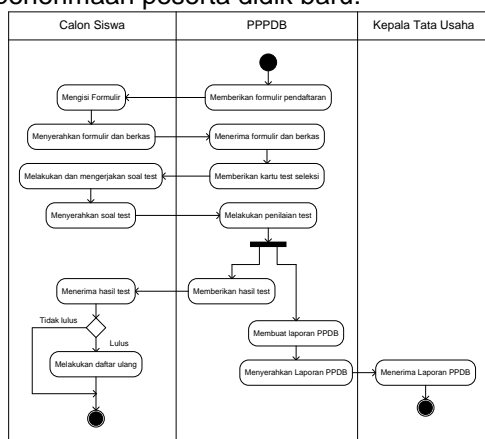 penerimaan peserta didik baru.
Calon Siswa
PPPDB
Kepala Tata Usaha
Mengisi Formulir
Memberikan formulir pendaftaran
Menyerahkan formulir dan berkas
Menerima formulir dan berkas
Melakukan dan mengerjakan soal test
Memberikan kartu test seleksi
Menyerahkan soal test
Melakukan penilaian test
Menerima hasil test
Memberikan hasil test
Tidak lulus
Lulus
Membuat laporan PPDB
Melakukan daftar ulang
Menyerahkan Laporan PPDB
Menerima Laporan PPDB